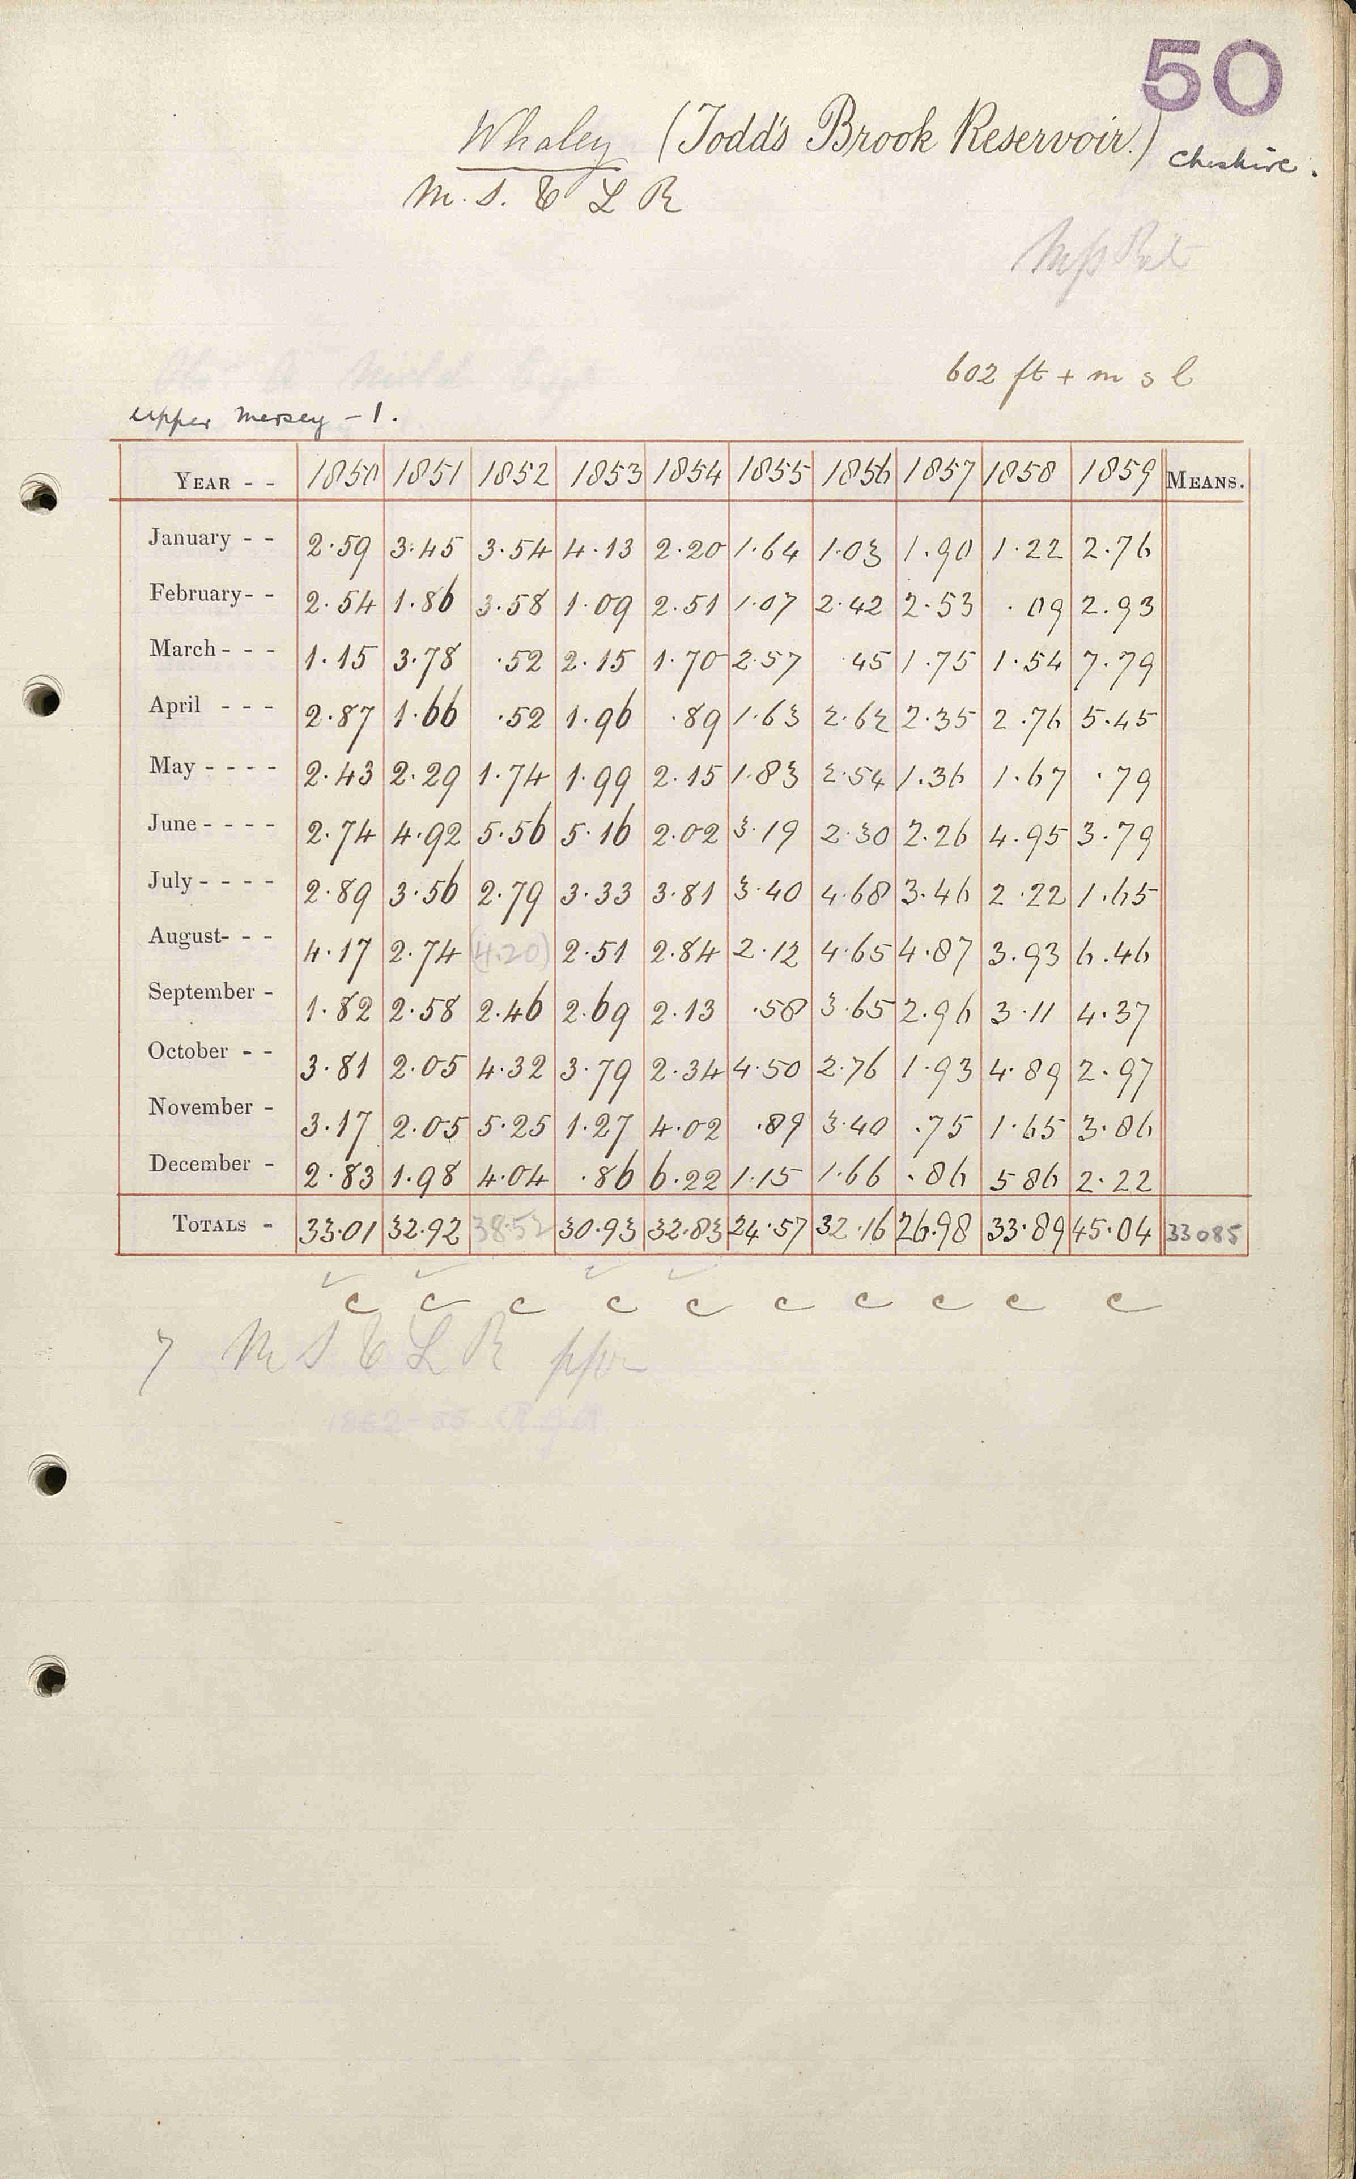 50
Whaley (Todd's Brook Reservoir.) Cheshire.
M. S. & L R
602 ft + m s l
Upper Mersey - 1.
YEAR - - 1850 1851 1852 1853 1854 1855 1856 1857 1858 1859 MEANS.
January - - 2.59 3.45 3.54 4.13 2.20 1.64 1.03 1.90 1.22 2.76
February - - 2.54 1.86 3.58 1.09 2.51 1.07 2.42 2.53 .09 2.93
March - - - 1.15 3.78 .52 2.15 1.70 2.57 45 1.75 1.54 7.79
April - - - 2.87 1.66 .52 1.96 .89 1.63 2.62 2.35 2.76 5.45
May - - - - 2.43 2.29 1.74 1.99 2.15 1.83 2.54 1.36 1.67 .79
June - - - - 2.74 4.92 5.56 5.16 2.02 3.19 2.30 2.26 4.95 3.79
July - - - - 2.89 3.56 2.79 3.33 3.81 3.40 4.68 3.46 2.22 1.65
August- - - 4.17 2.74 (4.20) 2.51 2.84 2.12 4.65 4.87 3.93 6.46
September - 1.82 2.58 2.46 2.69 2.13 .58 3.65 2.96 3.11 4.37
October - - 3.81 2.05 4.32 3.79 2.34 4.50 2.76 1.93 4.89 2.97
November - 3.17 2.05 5.25 1.27 4.02 .89 3.40 .75 1.65 3.86
December - 2.83 1.98 4.04 .86 6.22 1.15 1.66 .86 5 86 2.22
TOTALS - 33.01 32.92 38.52 30.93 32.83 24.57 32.16 26.98 33.89 45.04 33 085
c c c c c c c c c c
7 M S & L R